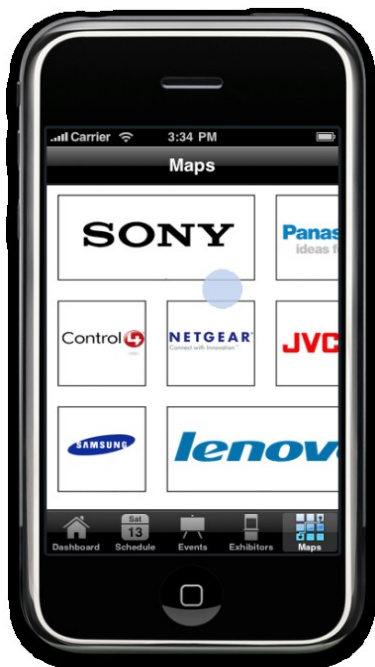 Carrier 3:34 PM
Maps
SONY
Panas
ideas f
Control4
NETGEAR
Connect with Innovation™
JVC
SAMSUNG
lenov
Sat
13
Dashboard Schedule Events Exhibitors Maps